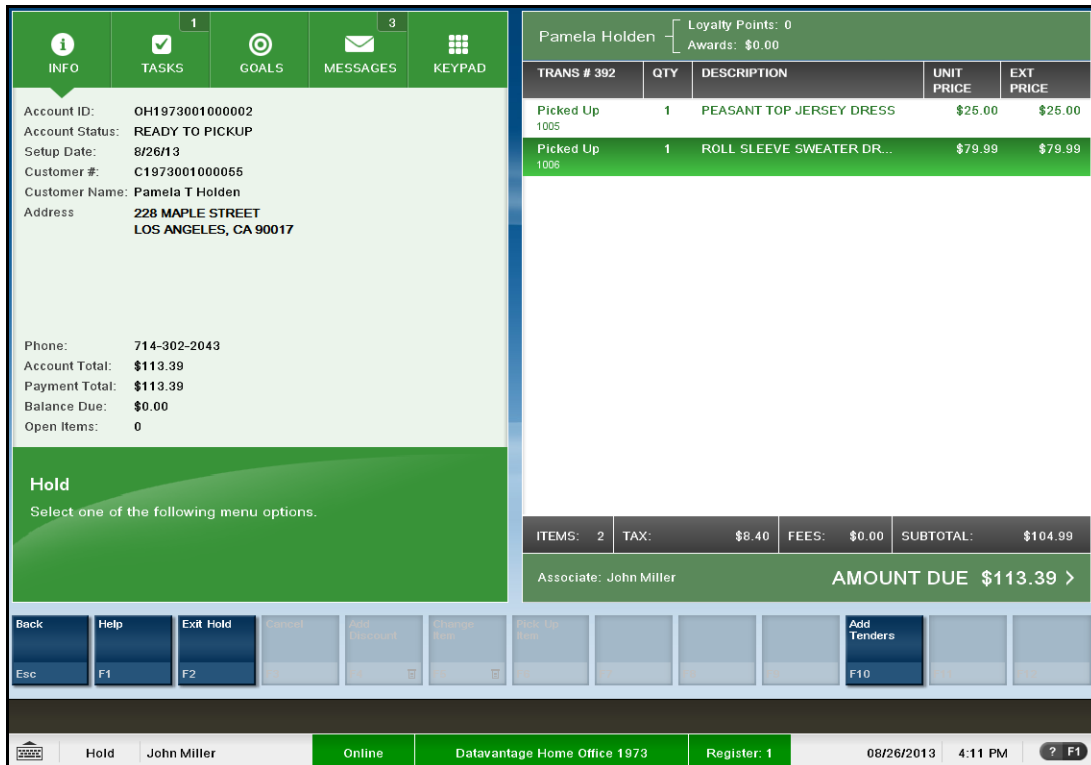 1
3
INFO
TASKS
GOALS
MESSAGES
KEYPAD
Account ID: OH1973001000002
Account Status: READY TO PICKUP
Setup Date: 8/26/13
Customer #: C1973001000055
Customer Name: Pamela T Holden
Address 228 MAPLE STREET
LOS ANGELES, CA 90017
Phone: 714-302-2043
Account Total: $113.39
Payment Total: $113.39
Balance Due: $0.00
Open Items: 0
Hold
Select one of the following menu options.
Pamela Holden
Loyalty Points: 0
Awards: $0.00
TRANS # 392 QTY DESCRIPTION UNIT PRICE EXT PRICE
Picked Up 1 PEASANT TOP JERSEY DRESS $25.00 $25.00
1005
Picked Up 1 ROLL SLEEVE SWEATER DR... $79.99 $79.99
1006
ITEMS: 2 TAX: $8.40 FEES: $0.00 SUBTOTAL: $104.99
Associate: John Miller AMOUNT DUE $113.39 >
Back Esc
Help F1
Exit Hold F2
Cancel
Add Discount
Change Item
Pick Up Item
Add Tenders F10
Hold John Miller Online Datavantage Home Office 1973 Register: 1 08/26/2013 4:11 PM ? F1